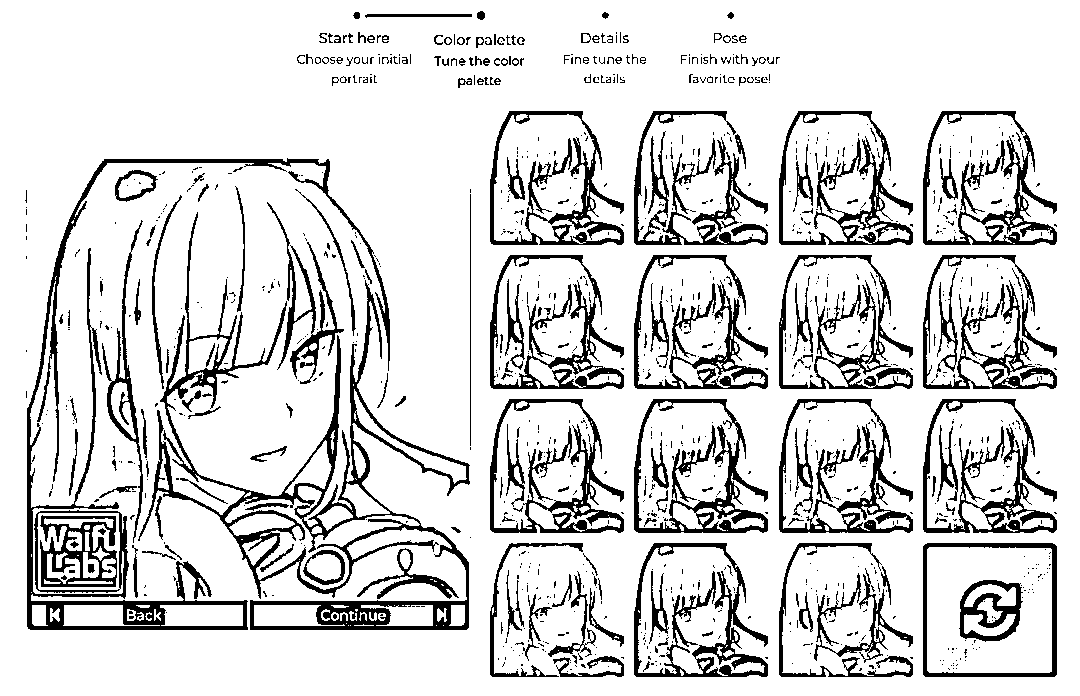 Start here
Choose your initial
portrait
Color palette
Tune the color
palette
Details
Fine tune the
details
Pose
Finish with your
favorite pose!
Waifu
Labs
Back
Continue